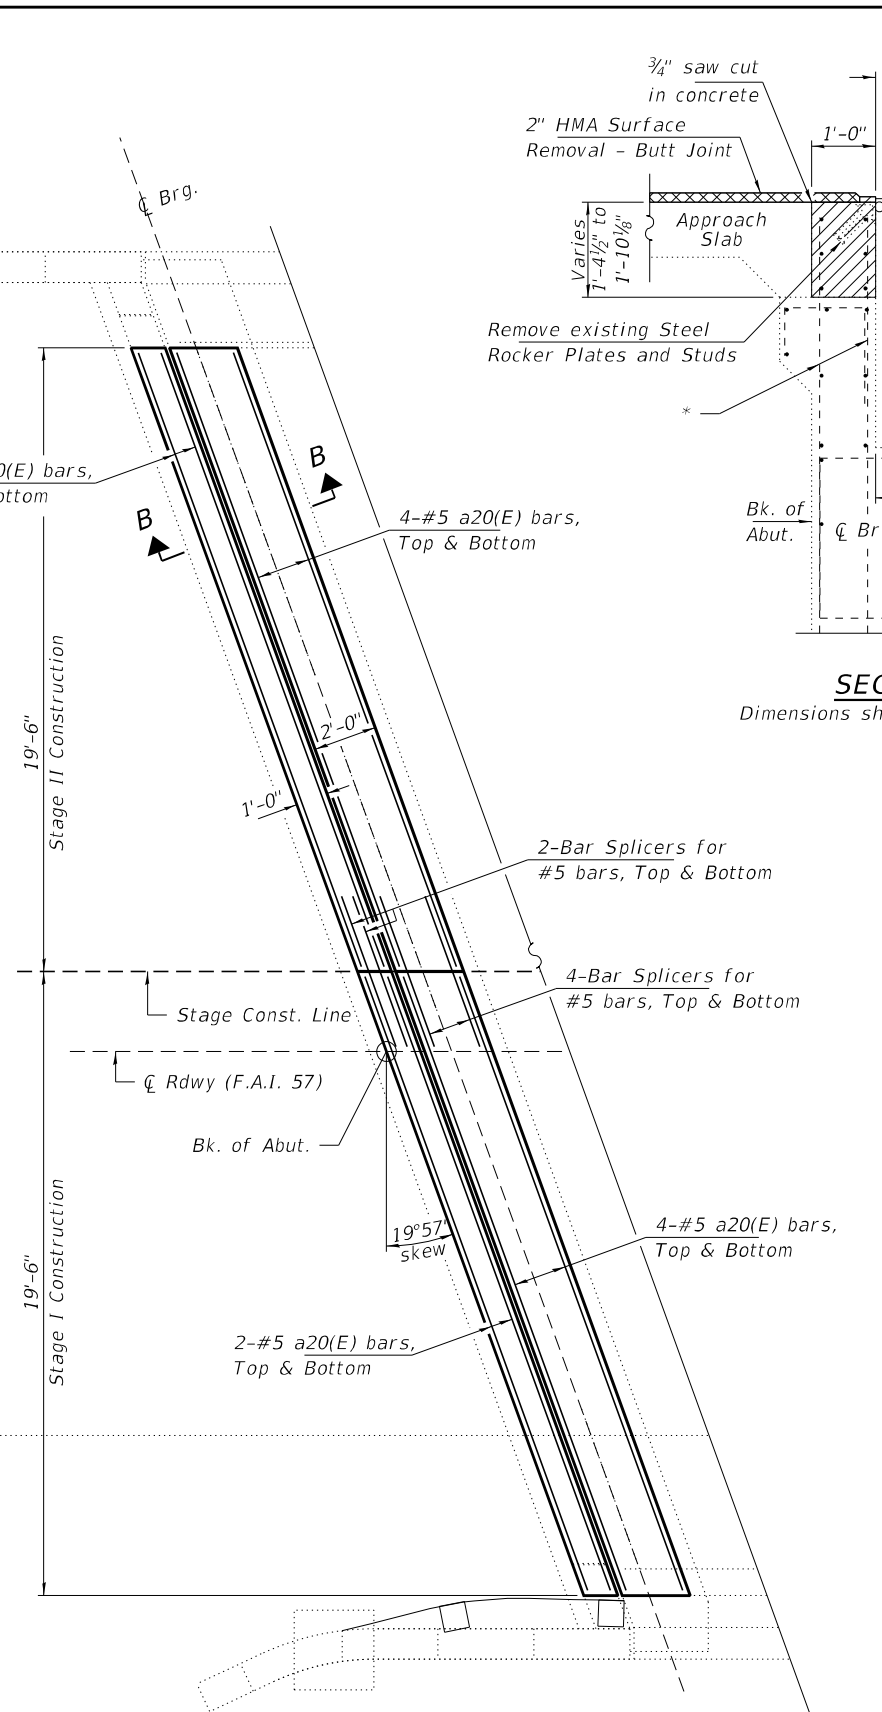 ¾" saw cut
in concrete
2" HMA Surface
Removal - Butt Joint
1'-0"
℄ Brg.
Approach
Slab
Varies
1'-4½" to
1'-10⅛"
Remove existing Steel
Rocker Plates and Studs
*
0(E) bars,
ottom
B
B
4-#5 a20(E) bars,
Top & Bottom
Bk. of
Abut.
℄ Br
SEC
Dimensions sh
19'-6"
Stage II Construction
2'-0"
1'-0"
2-Bar Splicers for
#5 bars, Top & Bottom
4-Bar Splicers for
#5 bars, Top & Bottom
Stage Const. Line
℄ Rdwy (F.A.I. 57)
Bk. of Abut.
19°57'
skew
19'-6"
Stage I Construction
4-#5 a20(E) bars,
Top & Bottom
2-#5 a20(E) bars,
Top & Bottom